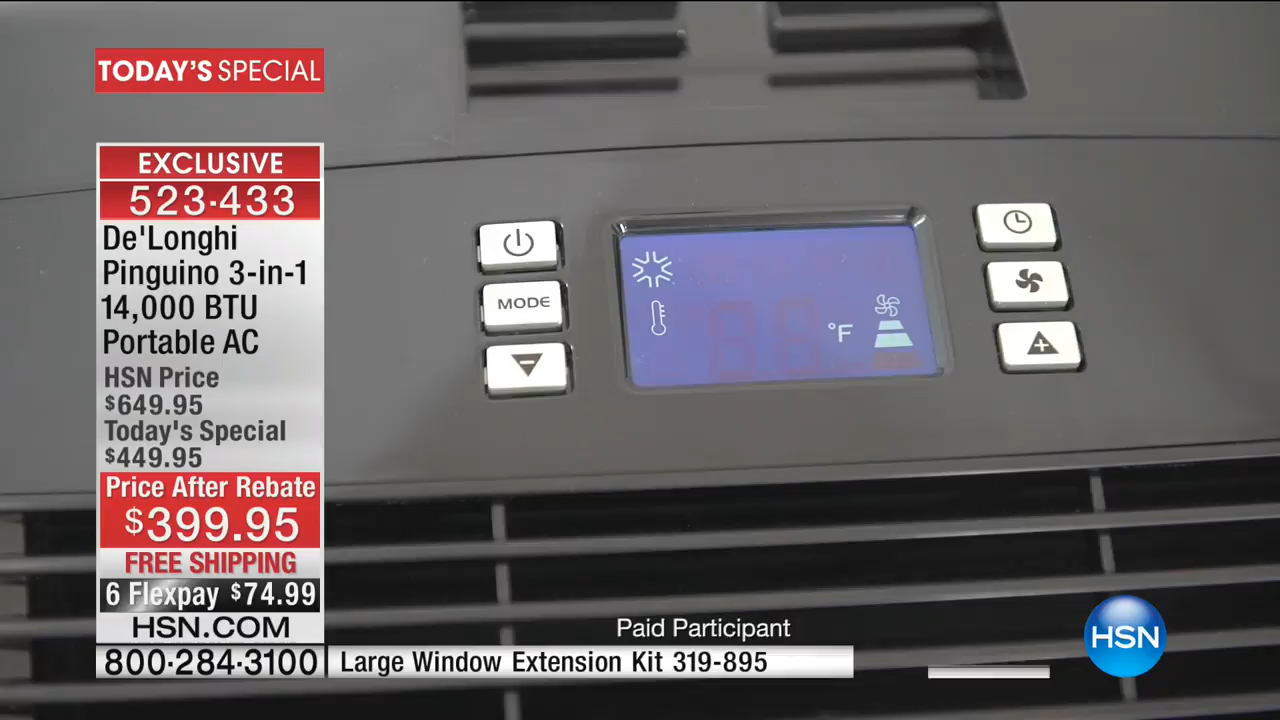 TODAY'S SPECIAL
EXCLUSIVE
523·433
De'Longhi
Pinguino 3-in-1
14,000 BTU
Portable AC
HSN Price
$649.95
Today's Special
$449.95
Price After Rebate
$399.95
FREE SHIPPING
6 Flexpay $74.99
HSN.COM
800·284·3100
MODE
°F
Paid Participant
Large Window Extension Kit 319-895
HSN